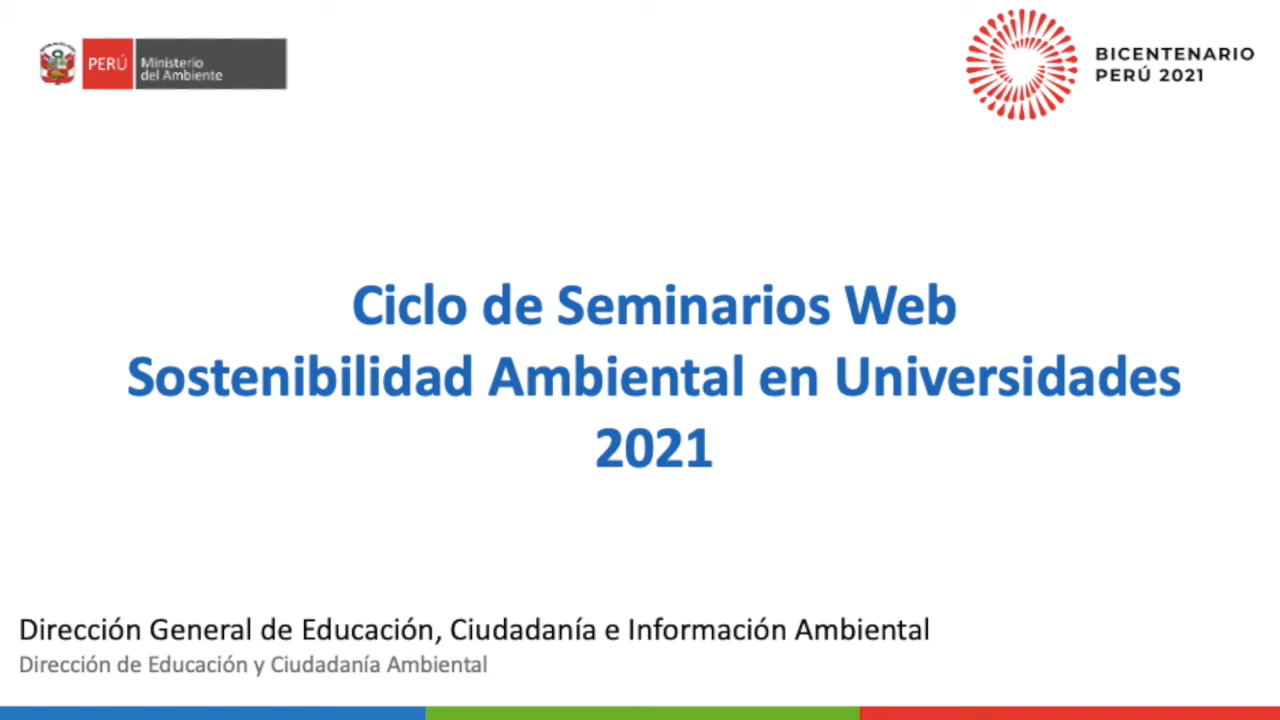 PERÚ
Ministerio
del Ambiente
BICENTENARIO
PERÚ 2021
Ciclo de Seminarios Web
Sostenibilidad Ambiental en Universidades
2021
Dirección General de Educación, Ciudadanía e Información Ambiental
Dirección de Educación y Ciudadanía Ambiental